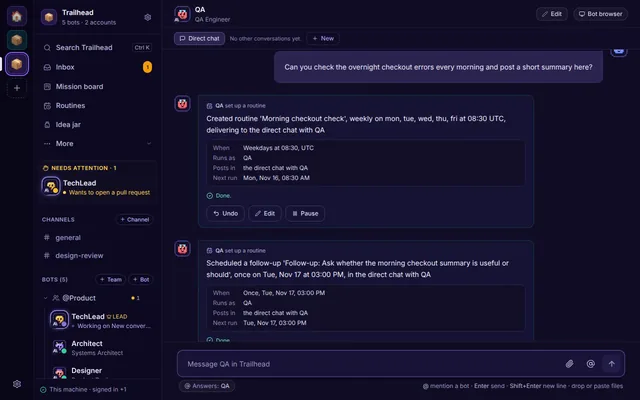 Trailhead
5 bots · 2 accounts
Search Trailhead
Ctrl K
Inbox
1
Mission board
Routines
Idea jar
More
NEEDS ATTENTION · 1
TechLead
Wants to open a pull request
CHANNELS
+ Channel
# general
# design-review
BOTS (5)
+ Team
+ Bot
@Product
1
TechLead LEAD
Working on New conver...
Architect
Systems Architect
Designer
This machine · signed in +1
QA
QA Engineer
Edit
Bot browser
Direct chat
No other conversations yet.
+ New
Can you check the overnight checkout errors every morning and post a short summary here?
QA set up a routine
Created routine 'Morning checkout check', weekly on mon, tue, wed, thu, fri at 08:30 UTC,
delivering to the direct chat with QA
When Weekdays at 08:30, UTC
Runs as QA
Posts in the direct chat with QA
Next run Mon, Nov 16, 08:30 AM
Done.
Undo
Edit
Pause
QA set up a routine
Scheduled a follow-up 'Follow-up: Ask whether the morning checkout summary is useful or
should', once on Tue, Nov 17 at 03:00 PM, in the direct chat with QA
When Once, Tue, Nov 17, 03:00 PM
Runs as QA
Posts in the direct chat with QA
Next run Tue, Nov 17, 03:00 PM
Done.
Message QA in Trailhead
@ Answers: QA
@ mention a bot · Enter send · Shift+Enter new line · drop or paste files